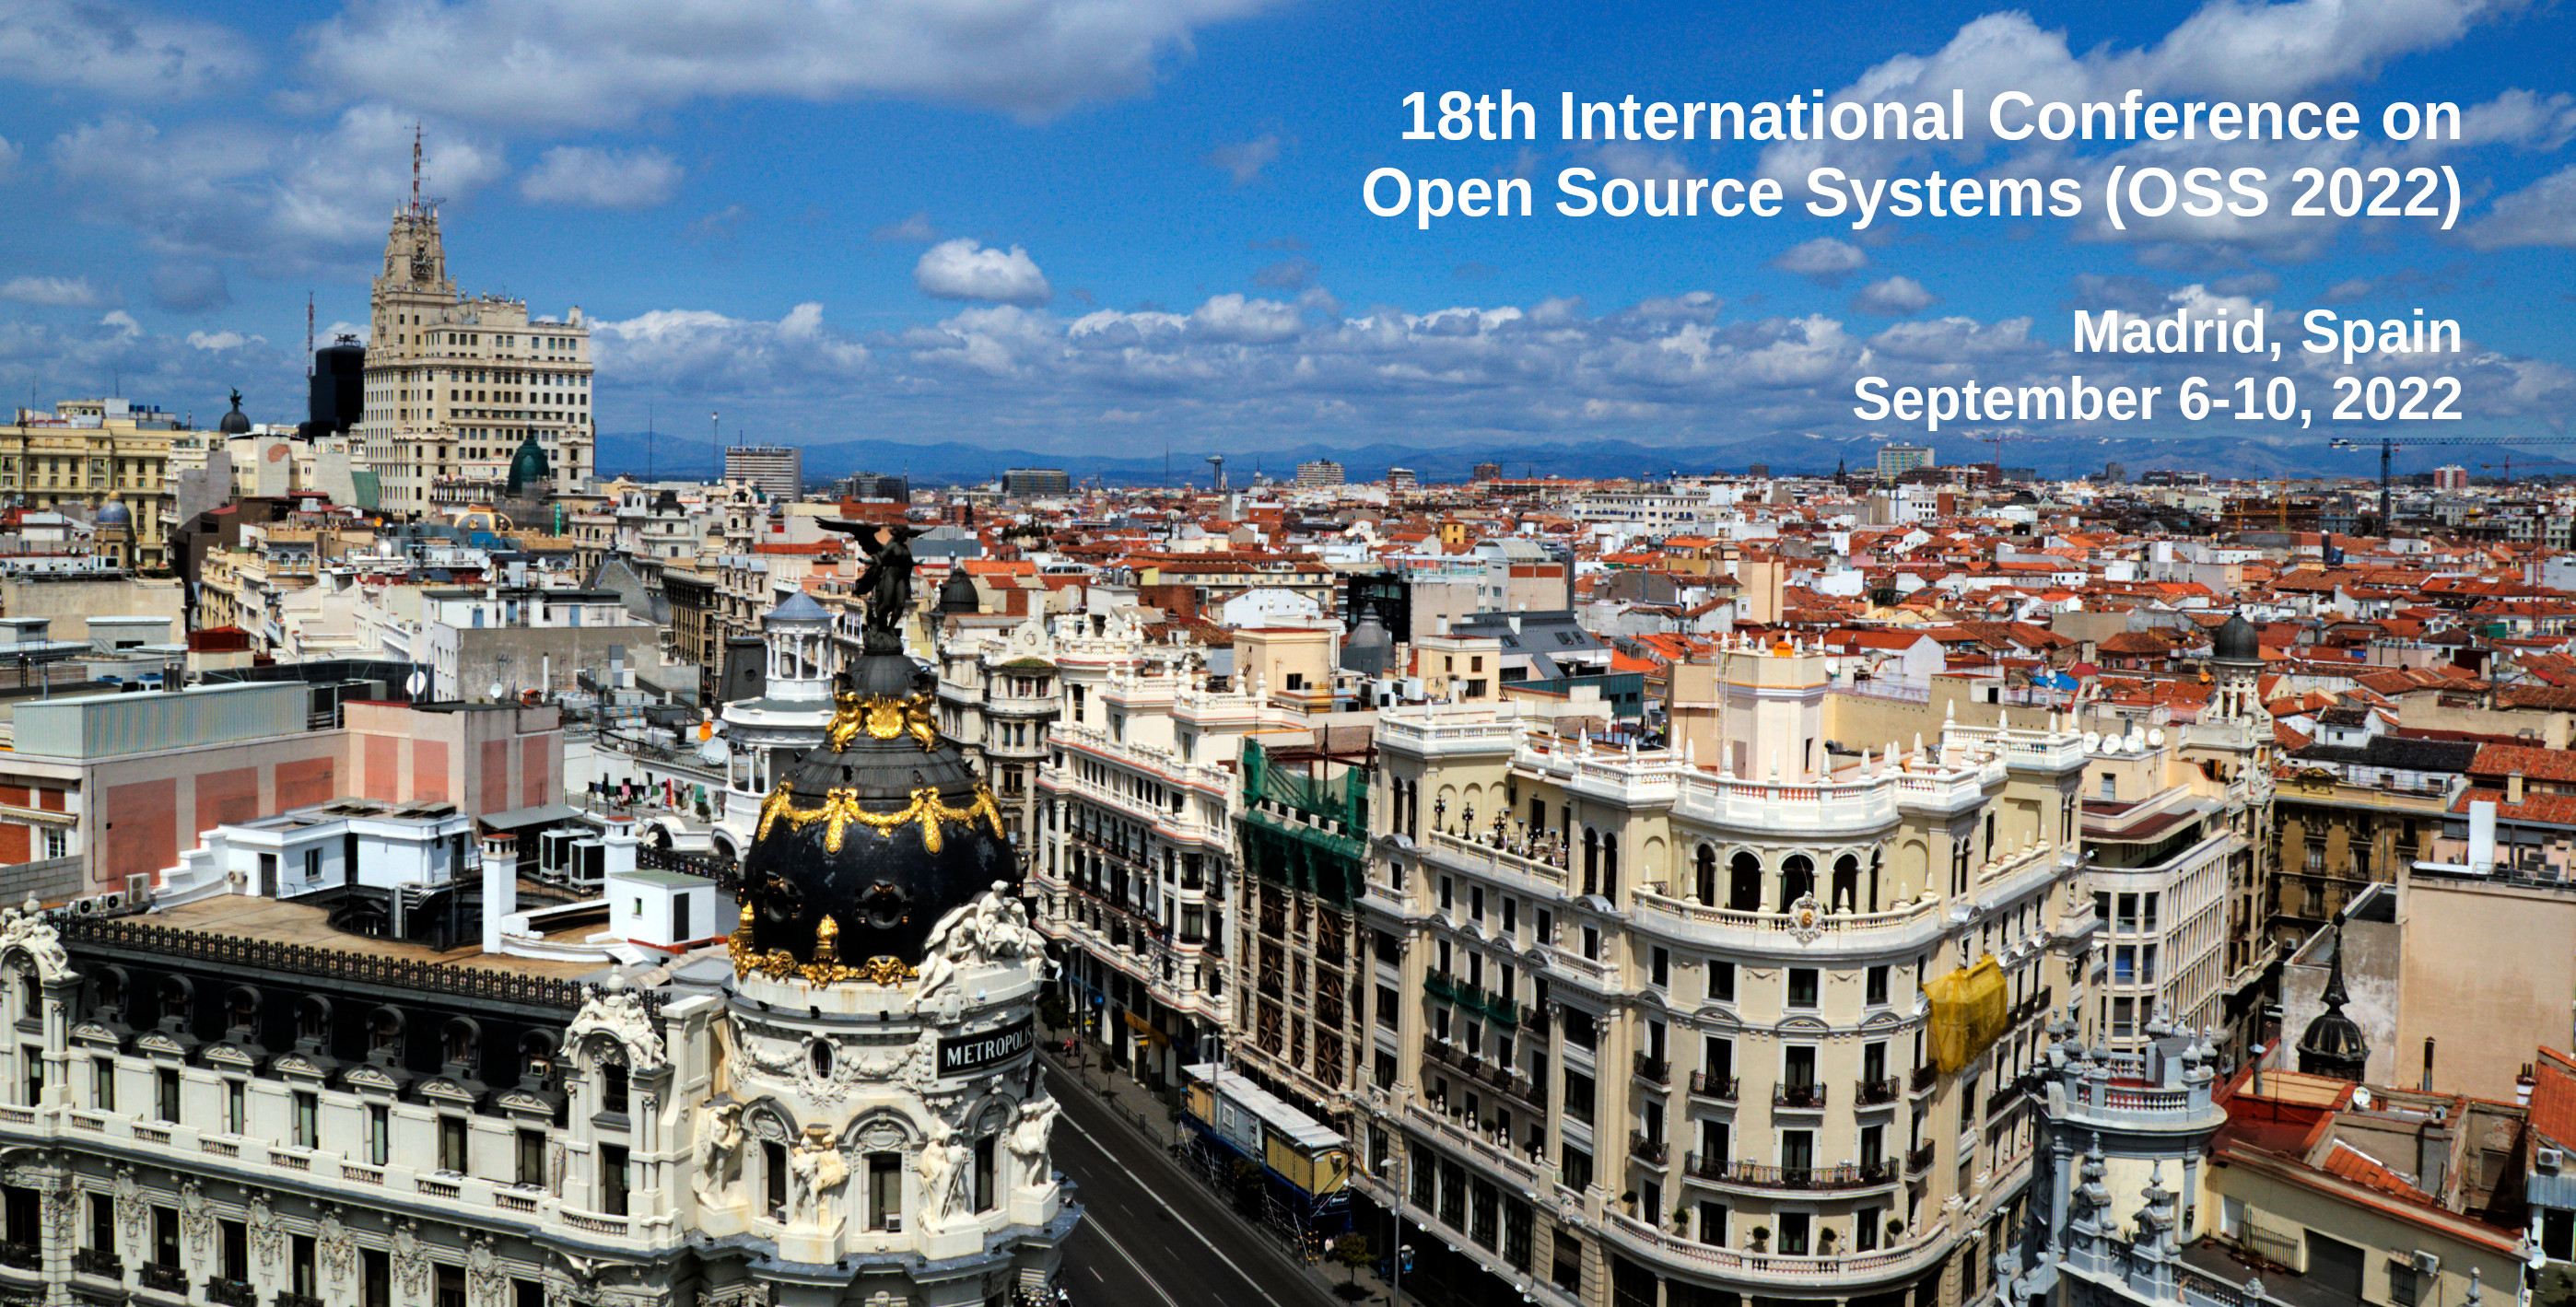 18th International Conference on
Open Source Systems (OSS 2022)
Madrid, Spain
September 6-10, 2022
METROPOLIS